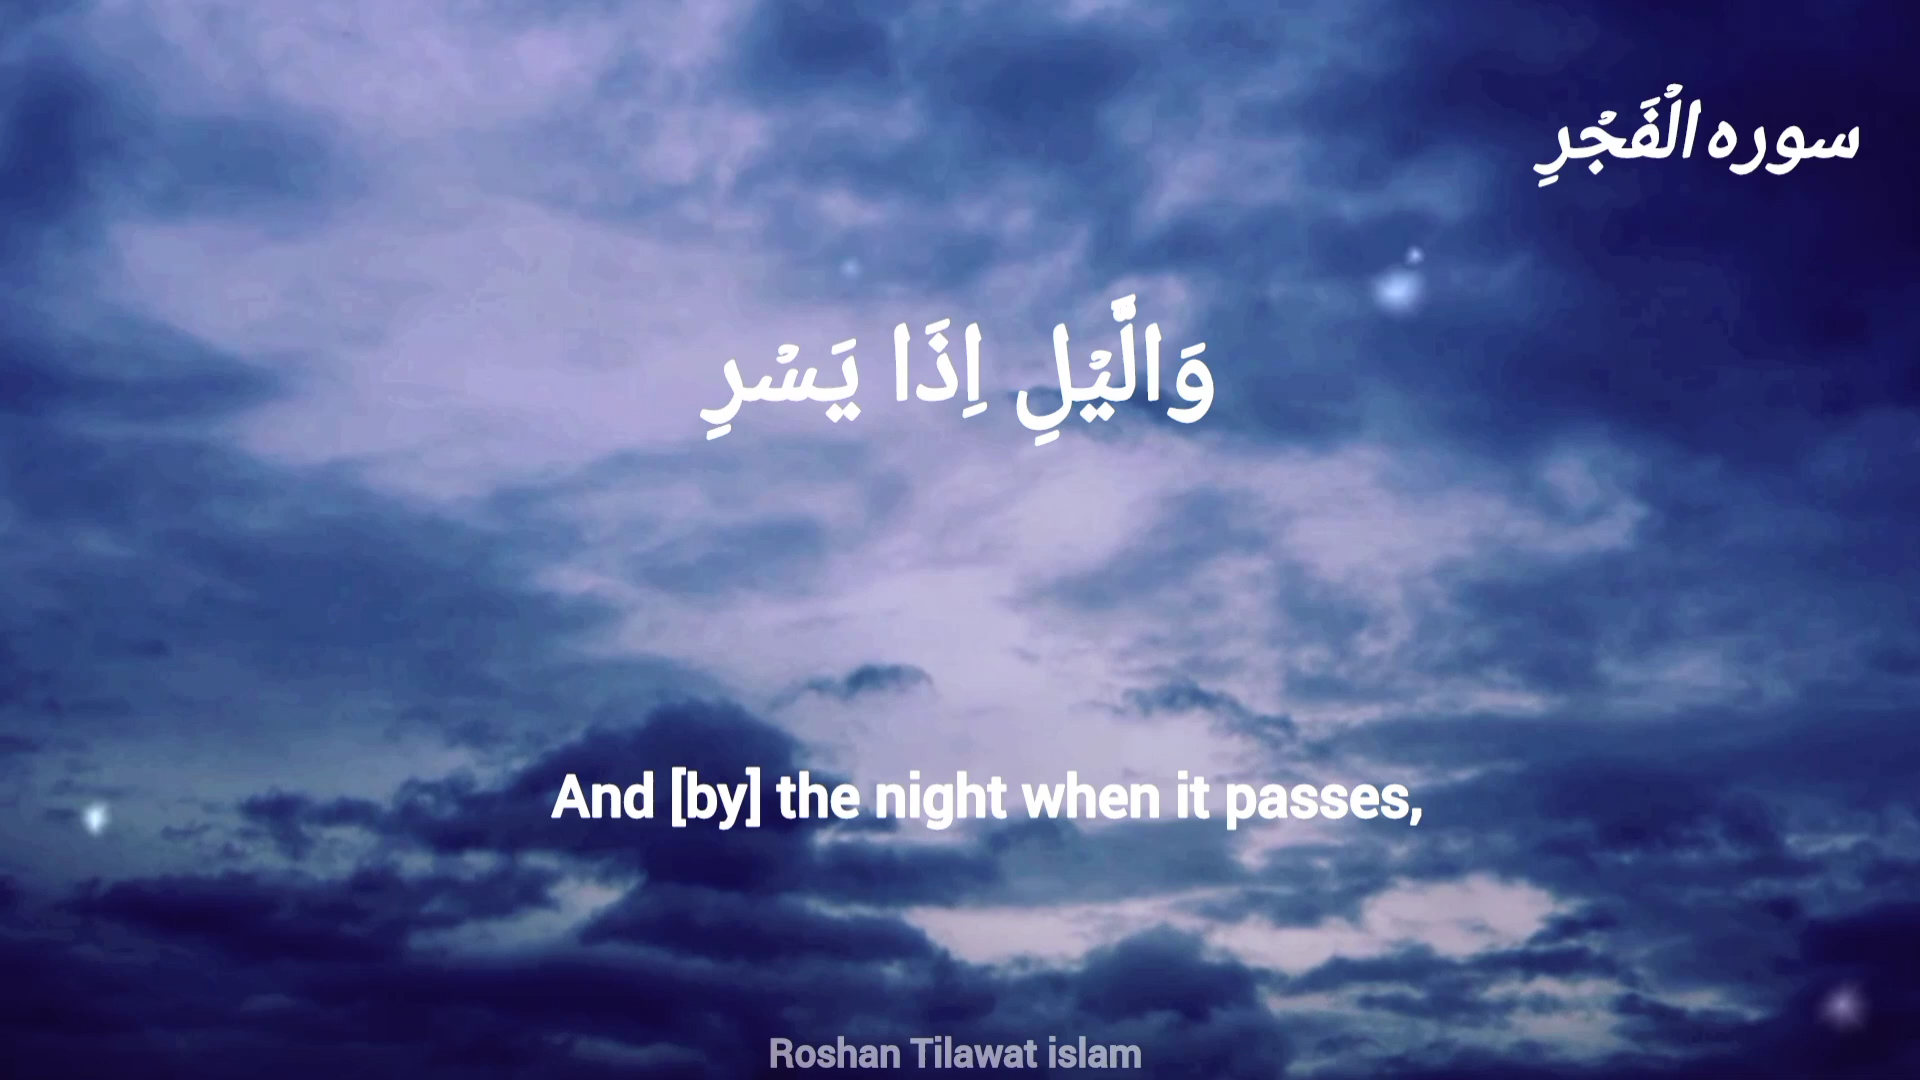 سوره الْفَجْرِ
وَالَّيْلِ اِذَا يَسْرِ
And [by] the night when it passes,
Roshan Tilawat islam